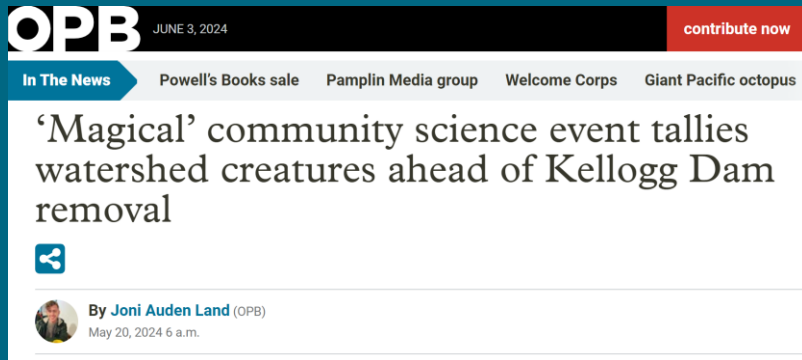 OPB JUNE 3, 2024 contribute now
In The News Powell's Books sale Pamplin Media group Welcome Corps Giant Pacific octopus
‘Magical’ community science event tallies
watershed creatures ahead of Kellogg Dam
removal
By Joni Auden Land (OPB)
May 20, 2024 6 a.m.